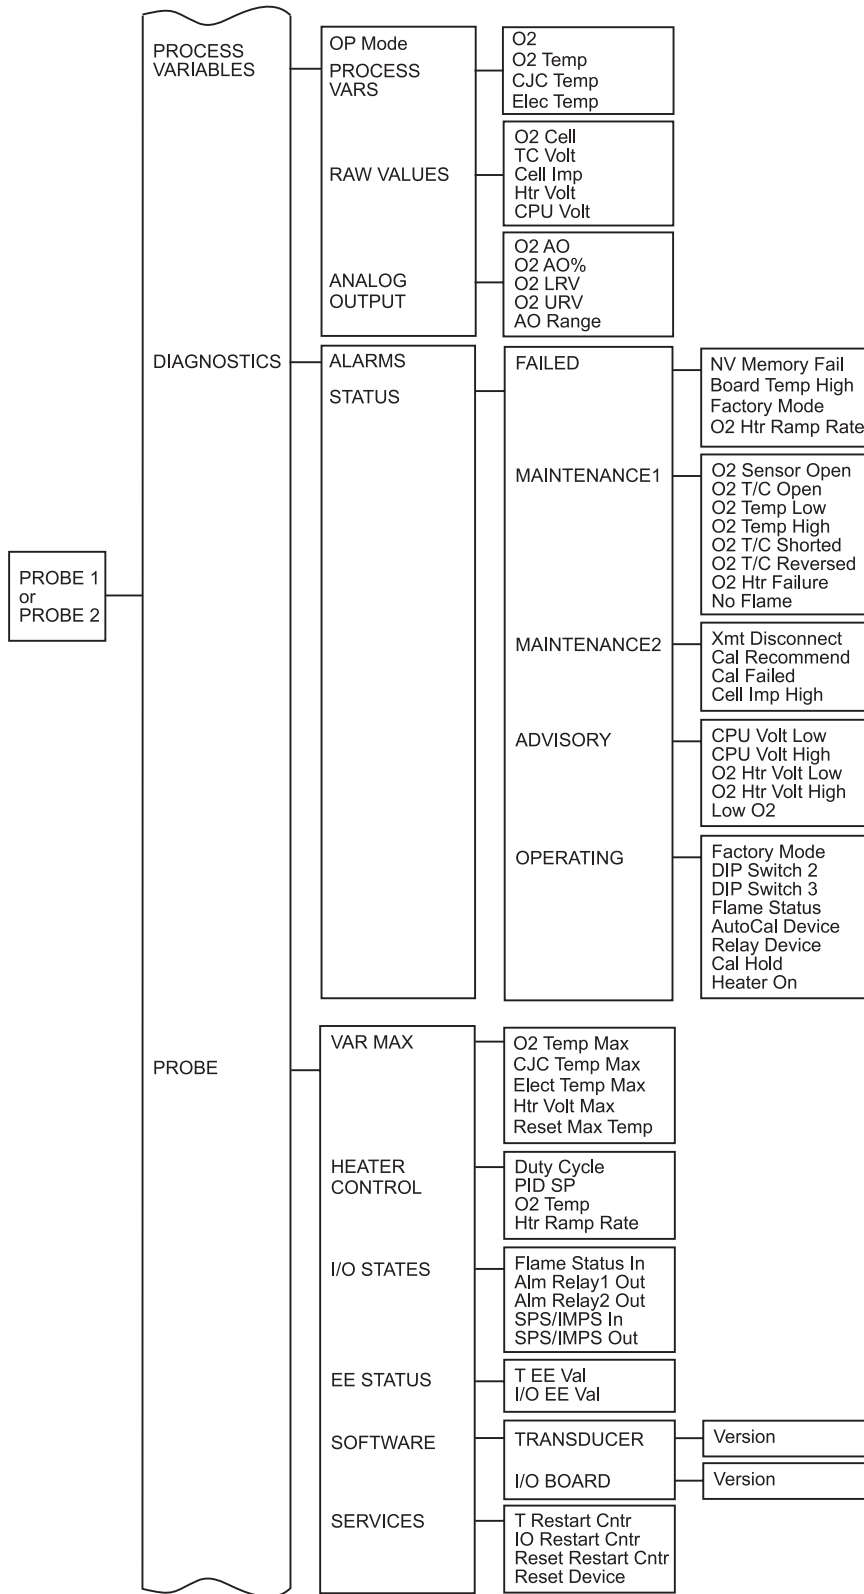 PROBE 1
or
PROBE 2
PROCESS
VARIABLES
OP Mode
PROCESS
VARS
O2
O2 Temp
CJC Temp
Elec Temp
RAW VALUES
O2 Cell
TC Volt
Cell Imp
Htr Volt
CPU Volt
ANALOG
OUTPUT
O2 AO
O2 AO%
O2 LRV
O2 URV
AO Range
DIAGNOSTICS
ALARMS
STATUS
FAILED
NV Memory Fail
Board Temp High
Factory Mode
O2 Htr Ramp Rate
MAINTENANCE1
O2 Sensor Open
O2 T/C Open
O2 Temp Low
O2 Temp High
O2 T/C Shorted
O2 T/C Reversed
O2 Htr Failure
No Flame
MAINTENANCE2
Xmt Disconnect
Cal Recommend
Cal Failed
Cell Imp High
ADVISORY
CPU Volt Low
CPU Volt High
O2 Htr Volt Low
O2 Htr Volt High
Low O2
OPERATING
Factory Mode
DIP Switch 2
DIP Switch 3
Flame Status
AutoCal Device
Relay Device
Cal Hold
Heater On
PROBE
VAR MAX
O2 Temp Max
CJC Temp Max
Elect Temp Max
Htr Volt Max
Reset Max Temp
HEATER
CONTROL
Duty Cycle
PID SP
O2 Temp
Htr Ramp Rate
I/O STATES
Flame Status In
Alm Relay1 Out
Alm Relay2 Out
SPS/IMPS In
SPS/IMPS Out
EE STATUS
T EE Val
I/O EE Val
SOFTWARE
TRANSDUCER
Version
I/O BOARD
Version
SERVICES
T Restart Cntr
IO Restart Cntr
Reset Restart Cntr
Reset Device